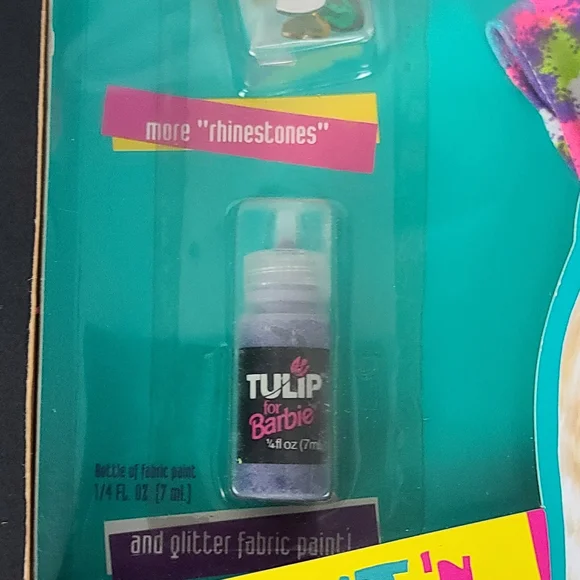 more "rhinestones"
TULIP
for
Barbie
¼ fl oz (7ml
Bottle of fabric paint
1/4 FL. OZ (7 ml.)
and glitter fabric paint!
'N